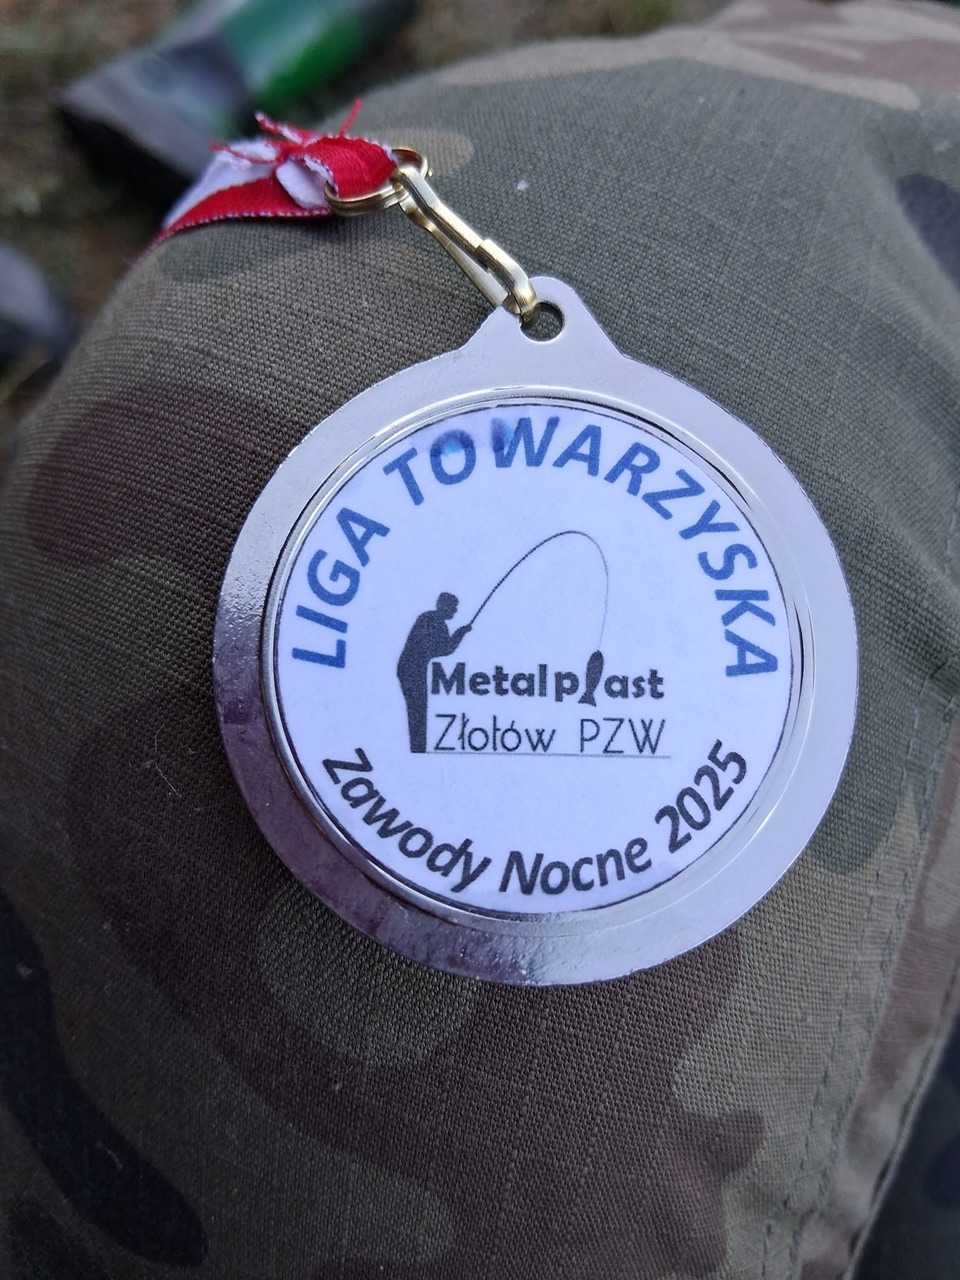 LIGA TOWARZYSKA
Metalplast
Złotów PZW
Zawody Nocne 2025